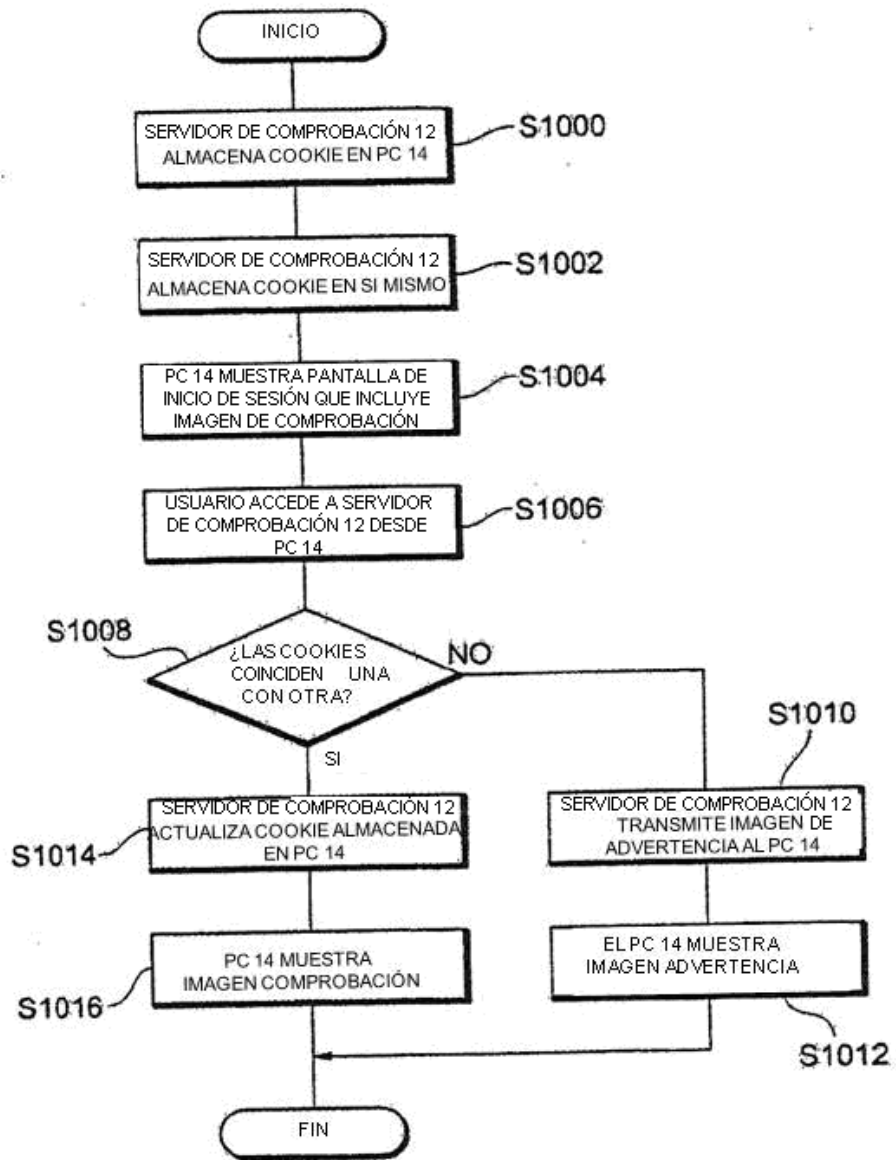 INICIO
SERVIDOR DE COMPROBACIÓN 12
ALMACENA COOKIE EN PC 14
S1000
SERVIDOR DE COMPROBACIÓN 12
ALMACENA COOKIE EN SI MISMO
S1002
PC 14 MUESTRA PANTALLA DE
INICIO DE SESIÓN QUE INCLUYE
IMAGEN DE COMPROBACIÓN
S1004
USUARIO ACCEDE A SERVIDOR
DE COMPROBACIÓN 12 DESDE
PC 14
S1006
S1008
¿LAS COOKIES
COINCIDEN UNA
CON OTRA?
NO
SI
S1010
SERVIDOR DE COMPROBACIÓN 12
TRANSMITE IMAGEN DE
ADVERTENCIA AL PC 14
SERVIDOR DE COMPROBACIÓN 12
ACTUALIZA COOKIE ALMACENADA
EN PC 14
S1014
EL PC 14 MUESTRA
IMAGEN ADVERTENCIA
S1012
PC 14 MUESTRA
IMAGEN COMPROBACIÓN
S1016
FIN